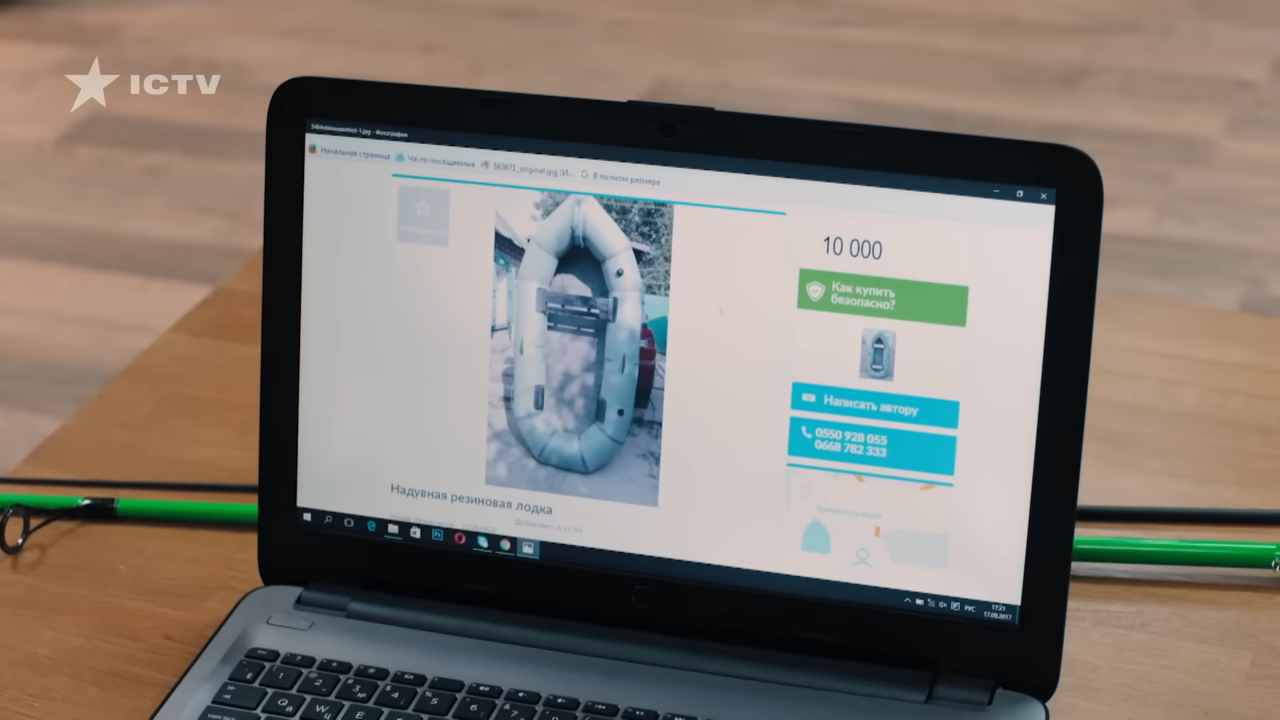 ICTV
Начальная страница
Часто посещаемые
583671_original.jpg (И...
В полном размере
10 000
Как купить
безопасно?
Написать автору
0550 928 055
0668 782 333
Надувная резиновая лодка
РУС
17:21
17.09.2017